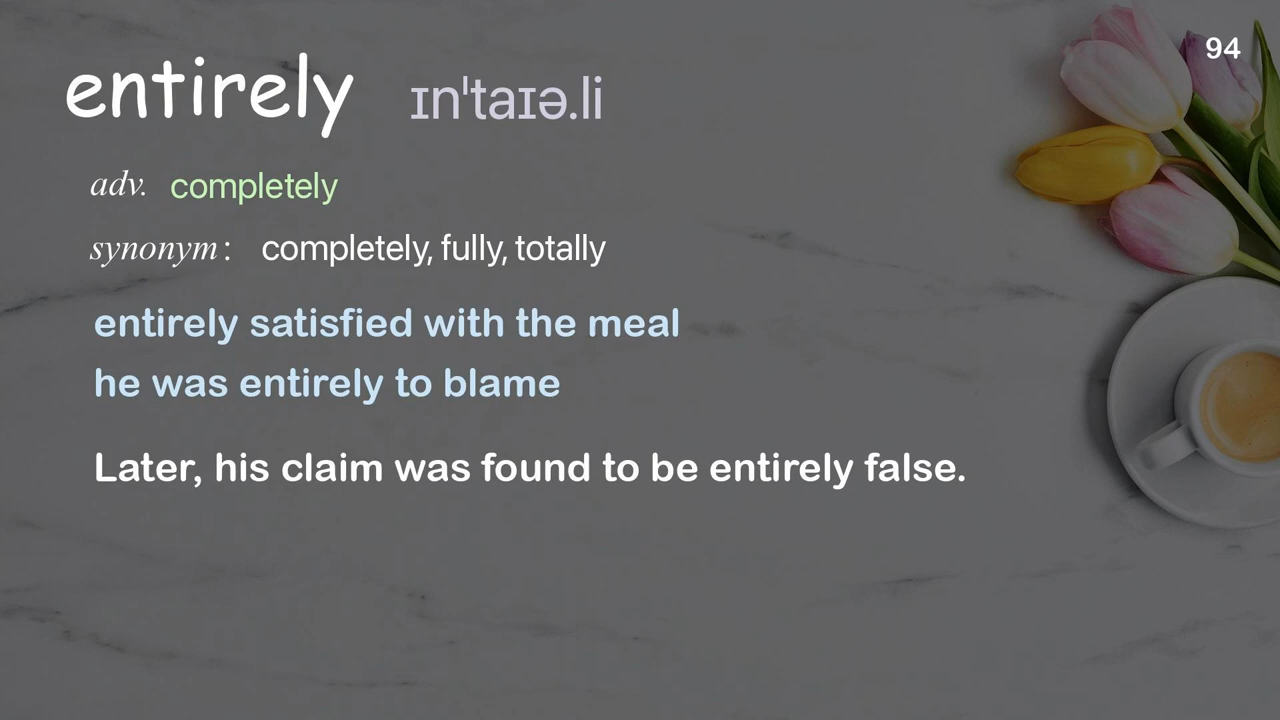 94
entirely ɪnˈtaɪə.li
adv. completely
synonym: completely, fully, totally
entirely satisfied with the meal
he was entirely to blame
Later, his claim was found to be entirely false.